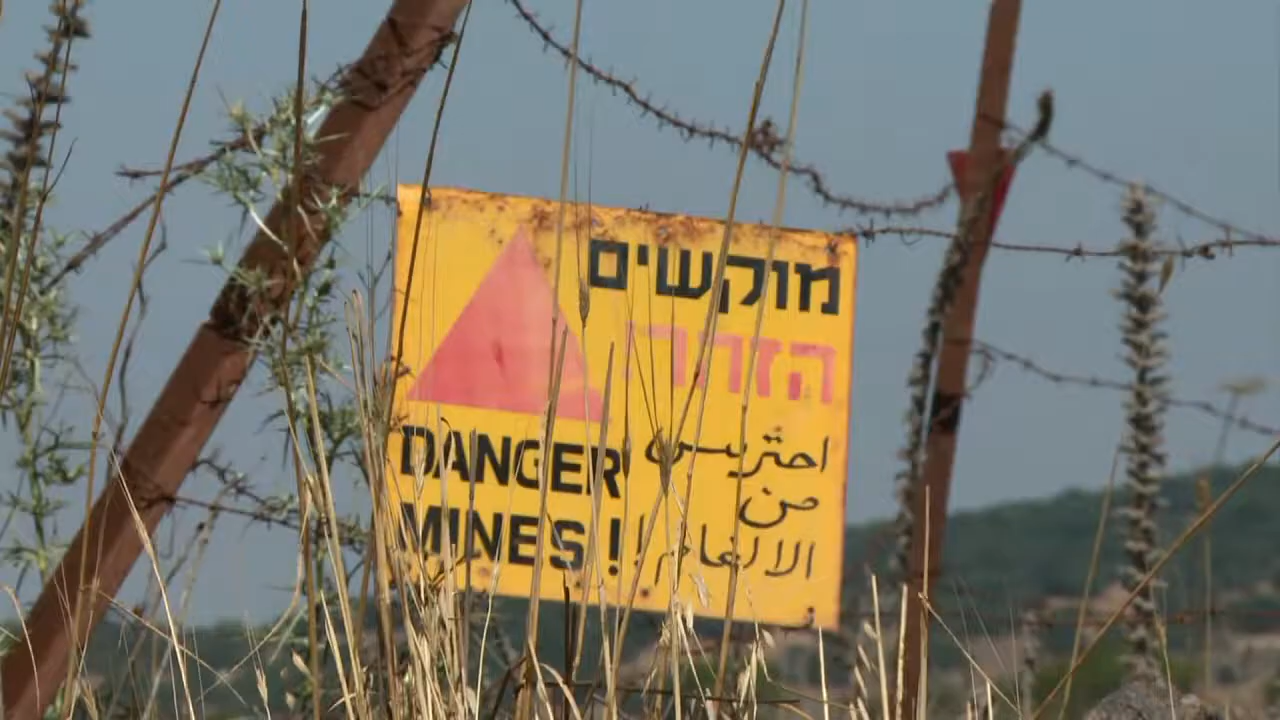 מוקשים
הזהר
DANGER
MINES !
احترس
من
الالغام !